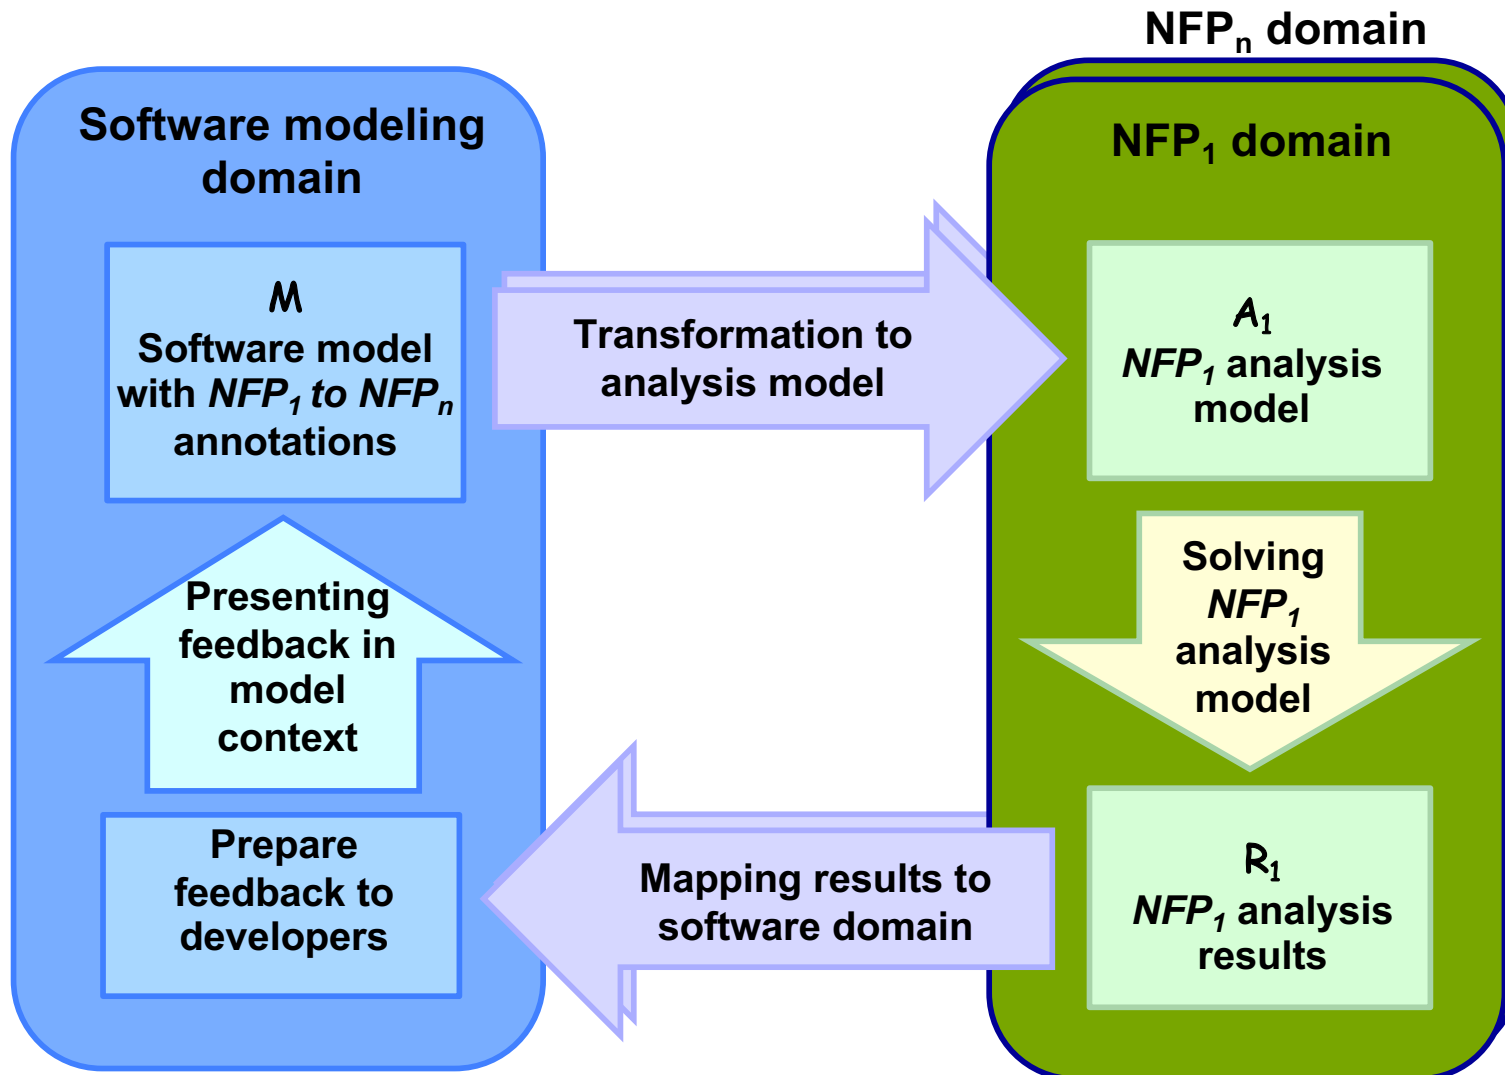 NFPn domain
Software modeling
domain
M
Software model
with NFP1 to NFPn
annotations
Presenting
feedback in
model
context
Prepare
feedback to
developers
Transformation to
analysis model
Mapping results to
software domain
NFP1 domain
A1
NFP1 analysis
model
Solving
NFP1
analysis
model
R1
NFP1 analysis
results